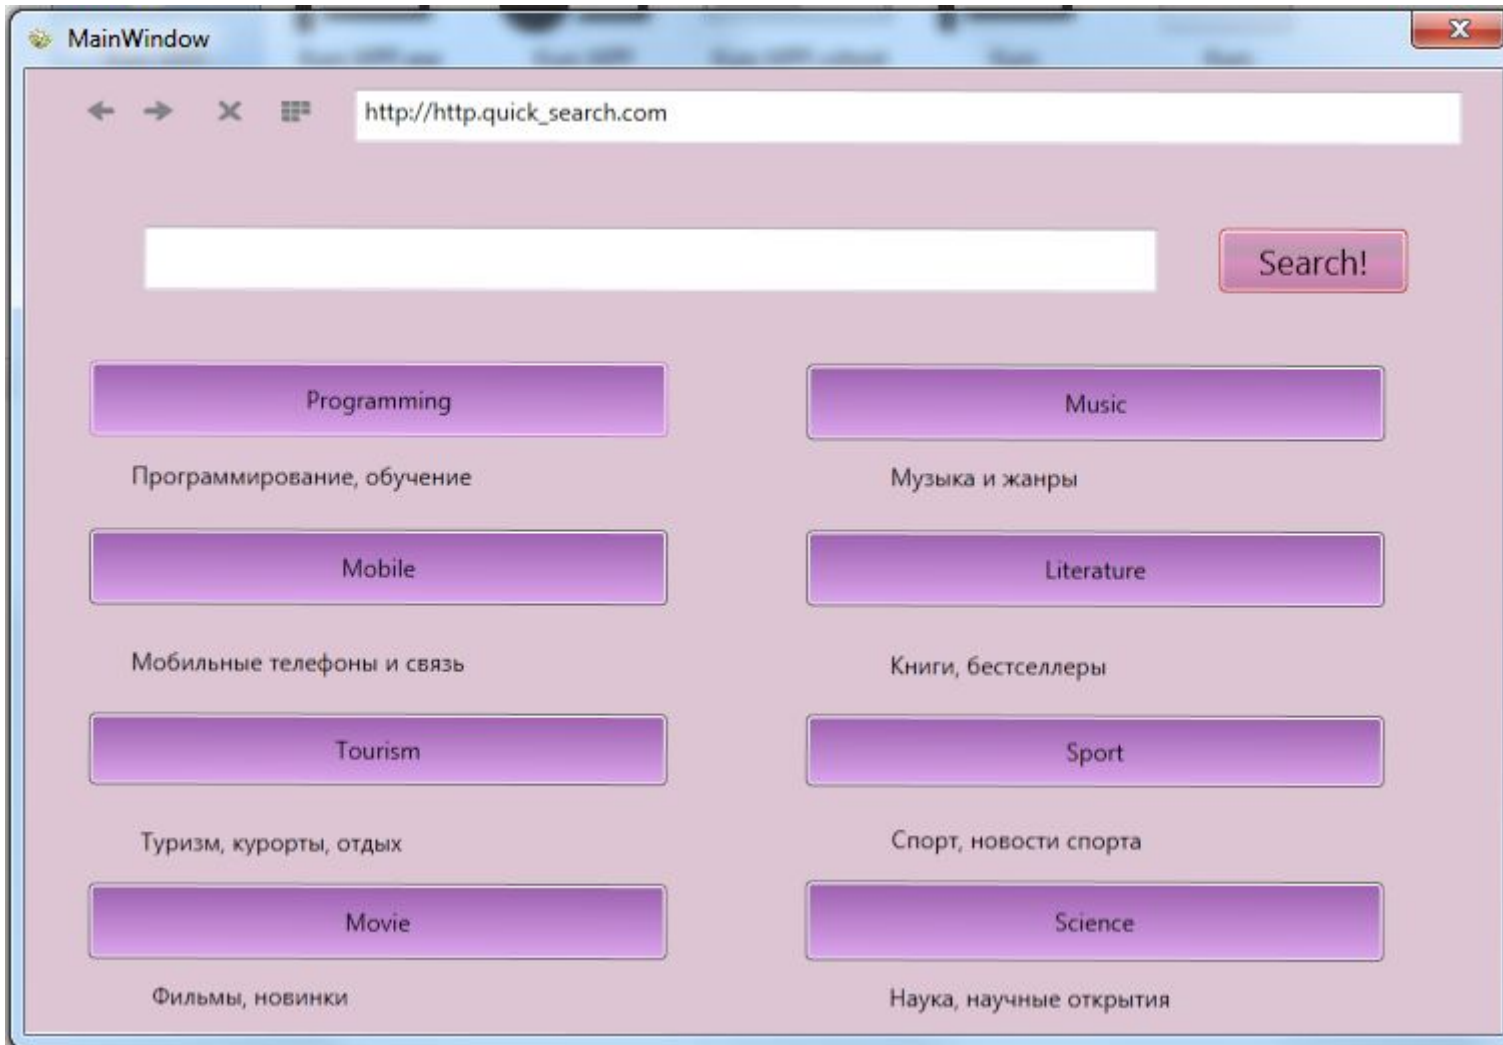 MainWindow
http://http.quick_search.com
Search!
Programming
Music
Программирование, обучение
Музыка и жанры
Mobile
Literature
Мобильные телефоны и связь
Книги, бестселлеры
Tourism
Sport
Туризм, курорты, отдых
Спорт, новости спорта
Movie
Science
Фильмы, новинки
Наука, научные открытия